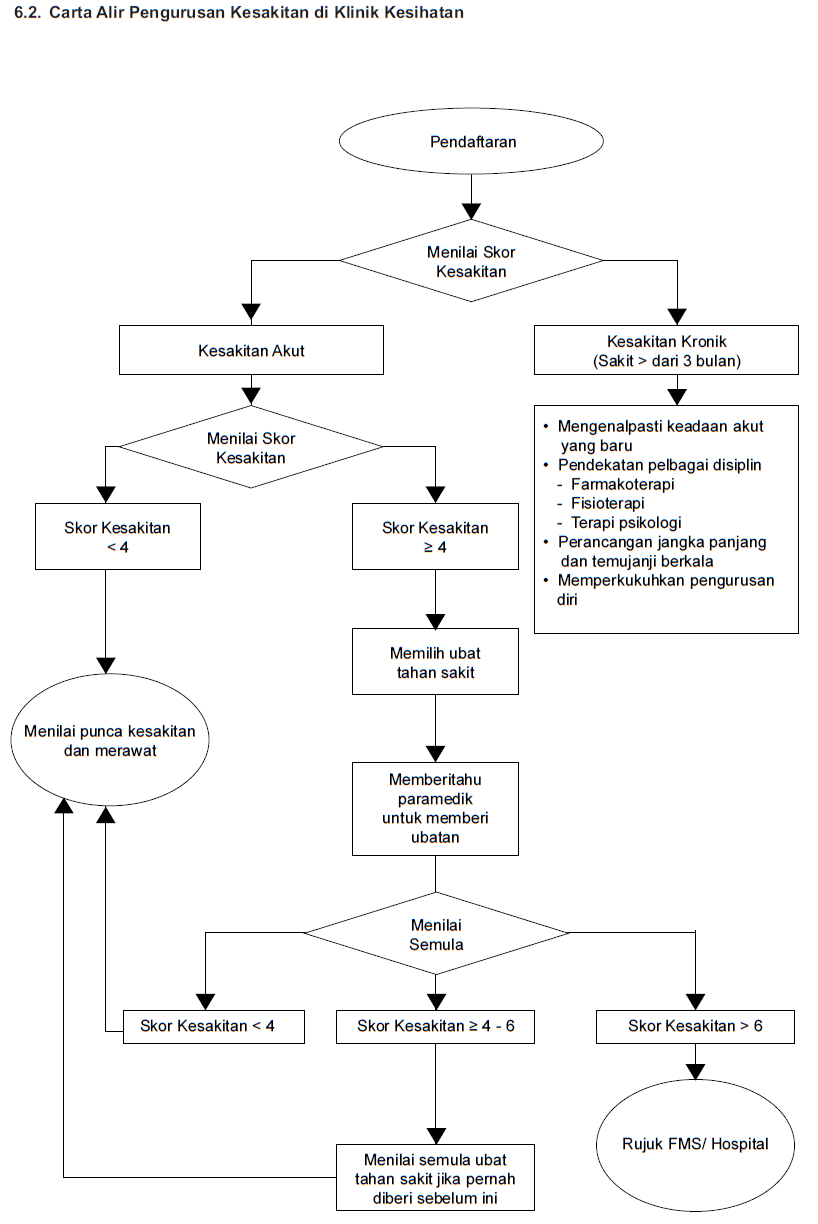 6.2. Carta Alir Pengurusan Kesakitan di Klinik Kesihatan
Pendaftaran
Menilai Skor
Kesakitan
Kesakitan Akut
Kesakitan Kronik
(Sakit > dari 3 bulan)
Menilai Skor
Kesakitan
• Mengenalpasti keadaan akut
yang baru
• Pendekatan pelbagai disiplin
- Farmakoterapi
- Fisioterapi
- Terapi psikologi
• Perancangan jangka panjang
dan temujanji berkala
• Memperkukuhkan pengurusan
diri
Skor Kesakitan
< 4
Skor Kesakitan
≥ 4
Memilih ubat
tahan sakit
Menilai punca kesakitan
dan merawat
Memberitahu
paramedik
untuk memberi
ubatan
Menilai
Semula
Skor Kesakitan < 4
Skor Kesakitan ≥ 4 - 6
Skor Kesakitan > 6
Menilai semula ubat
tahan sakit jika pernah
diberi sebelum ini
Rujuk FMS/ Hospital